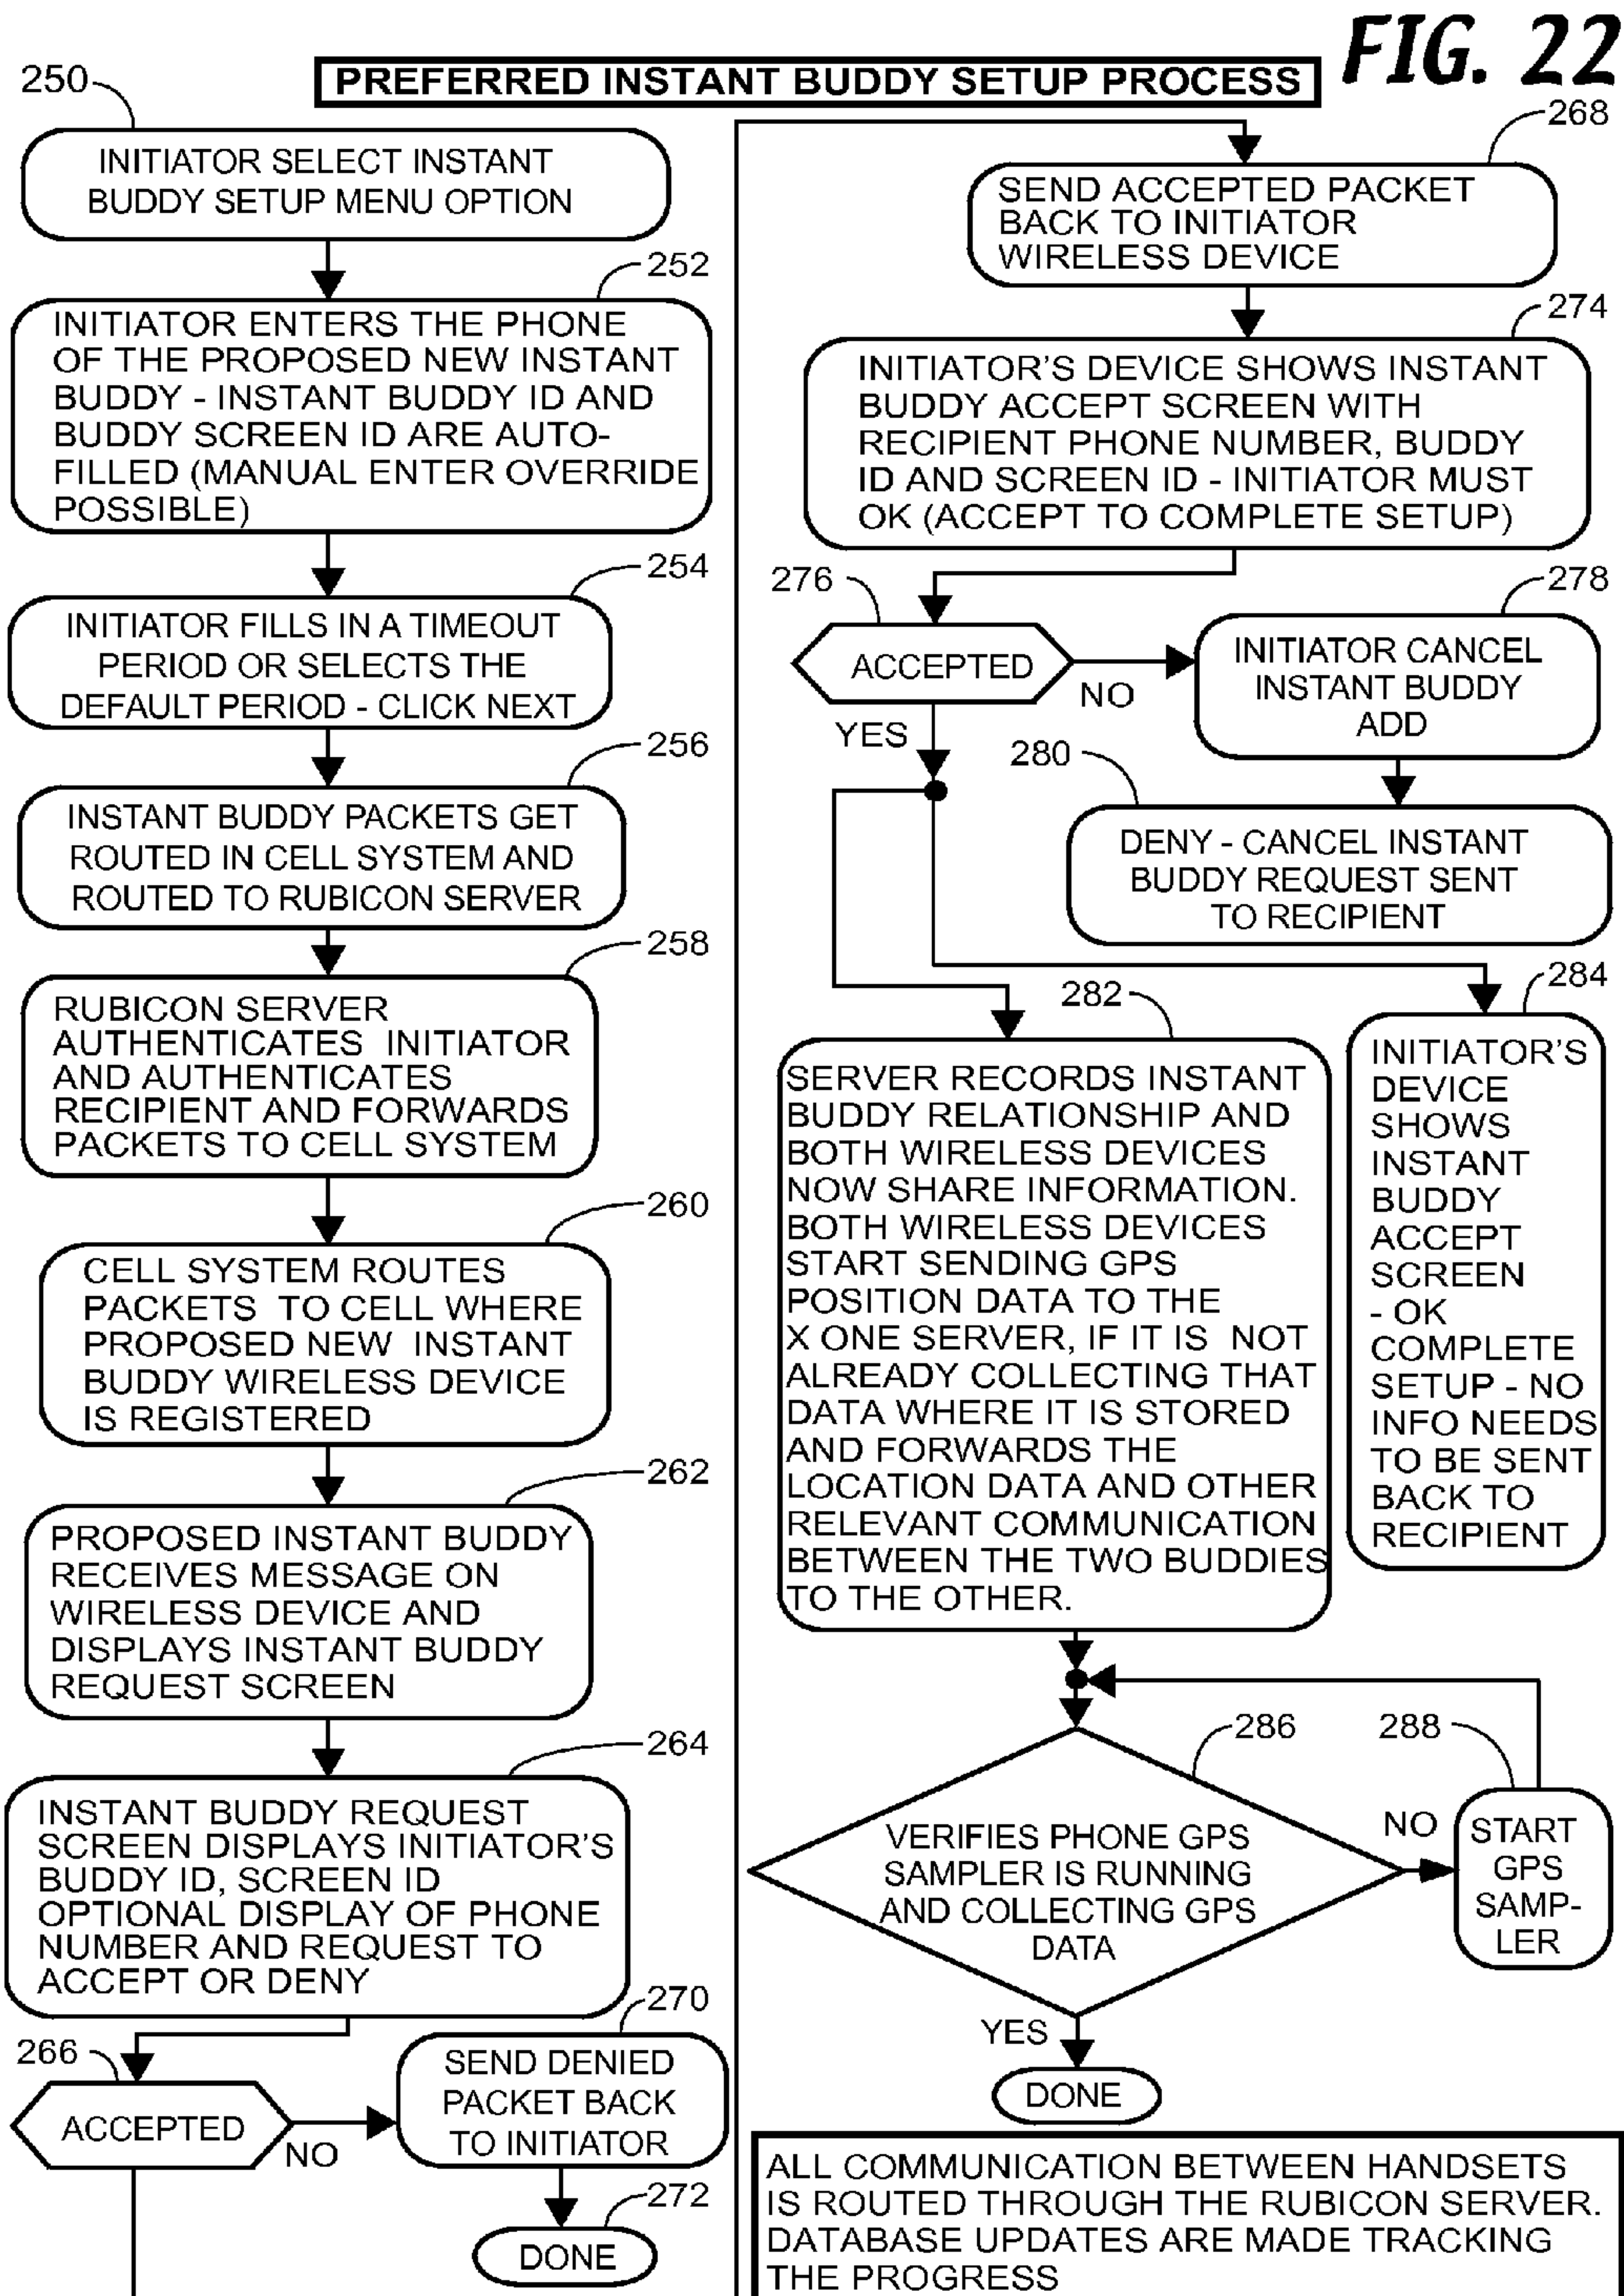 FIG. 22
PREFERRED INSTANT BUDDY SETUP PROCESS
250
INITIATOR SELECT INSTANT
BUDDY SETUP MENU OPTION
252
INITIATOR ENTERS THE PHONE
OF THE PROPOSED NEW INSTANT
BUDDY - INSTANT BUDDY ID AND
BUDDY SCREEN ID ARE AUTO-
FILLED (MANUAL ENTER OVERRIDE
POSSIBLE)
254
INITIATOR FILLS IN A TIMEOUT
PERIOD OR SELECTS THE
DEFAULT PERIOD - CLICK NEXT
256
INSTANT BUDDY PACKETS GET
ROUTED IN CELL SYSTEM AND
ROUTED TO RUBICON SERVER
258
RUBICON SERVER
AUTHENTICATES INITIATOR
AND AUTHENTICATES
RECIPIENT AND FORWARDS
PACKETS TO CELL SYSTEM
260
CELL SYSTEM ROUTES
PACKETS TO CELL WHERE
PROPOSED NEW INSTANT
BUDDY WIRELESS DEVICE
IS REGISTERED
262
PROPOSED INSTANT BUDDY
RECEIVES MESSAGE ON
WIRELESS DEVICE AND
DISPLAYS INSTANT BUDDY
REQUEST SCREEN
264
INSTANT BUDDY REQUEST
SCREEN DISPLAYS INITIATOR'S
BUDDY ID, SCREEN ID
OPTIONAL DISPLAY OF PHONE
NUMBER AND REQUEST TO
ACCEPT OR DENY
266
ACCEPTED
NO
270
SEND DENIED
PACKET BACK
TO INITIATOR
272
DONE
268
SEND ACCEPTED PACKET
BACK TO INITIATOR
WIRELESS DEVICE
274
INITIATOR'S DEVICE SHOWS INSTANT
BUDDY ACCEPT SCREEN WITH
RECIPIENT PHONE NUMBER, BUDDY
ID AND SCREEN ID - INITIATOR MUST
OK (ACCEPT TO COMPLETE SETUP)
276
ACCEPTED
NO
YES
278
INITIATOR CANCEL
INSTANT BUDDY
ADD
280
DENY - CANCEL INSTANT
BUDDY REQUEST SENT
TO RECIPIENT
282
SERVER RECORDS INSTANT
BUDDY RELATIONSHIP AND
BOTH WIRELESS DEVICES
NOW SHARE INFORMATION.
BOTH WIRELESS DEVICES
START SENDING GPS
POSITION DATA TO THE
X ONE SERVER, IF IT IS NOT
ALREADY COLLECTING THAT
DATA WHERE IT IS STORED
AND FORWARDS THE
LOCATION DATA AND OTHER
RELEVANT COMMUNICATION
BETWEEN THE TWO BUDDIES
TO THE OTHER.
284
INITIATOR'S
DEVICE
SHOWS
INSTANT
BUDDY
ACCEPT
SCREEN
- OK
COMPLETE
SETUP - NO
INFO NEEDS
TO BE SENT
BACK TO
RECIPIENT
286
VERIFIES PHONE GPS
SAMPLER IS RUNNING
AND COLLECTING GPS
DATA
NO
288
START
GPS
SAMP-
LER
YES
DONE
ALL COMMUNICATION BETWEEN HANDSETS
IS ROUTED THROUGH THE RUBICON SERVER.
DATABASE UPDATES ARE MADE TRACKING
THE PROGRESS